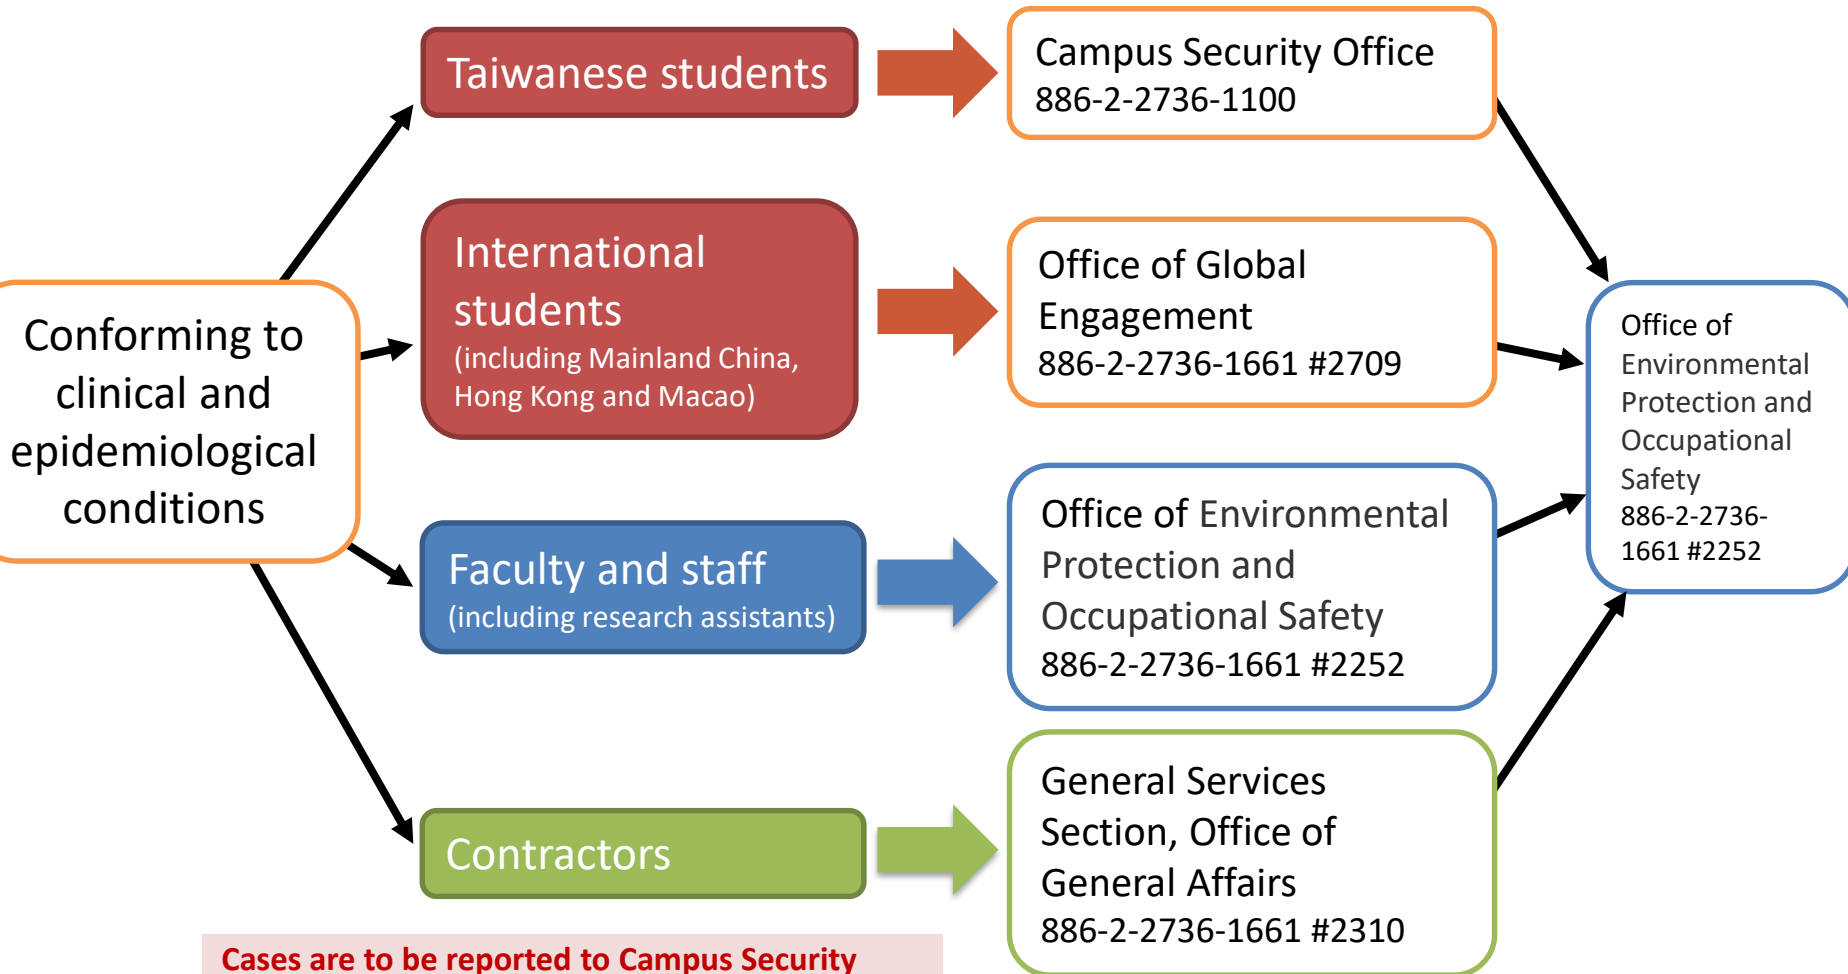 Taiwanese students
Campus Security Office
886-2-2736-1100
International
students
(including Mainland China,
Hong Kong and Macao)
Office of Global
Engagement
886-2-2736-1661 #2709
Conforming to
clinical and
epidemiological
conditions
Office of
Environmental
Protection and
Occupational
Safety
886-2-2736-
1661 #2252
Faculty and staff
(including research assistants)
Office of Environmental
Protection and
Occupational Safety
886-2-2736-1661 #2252
Contractors
General Services
Section, Office of
General Affairs
886-2-2736-1661 #2310
Cases are to be reported to Campus Security